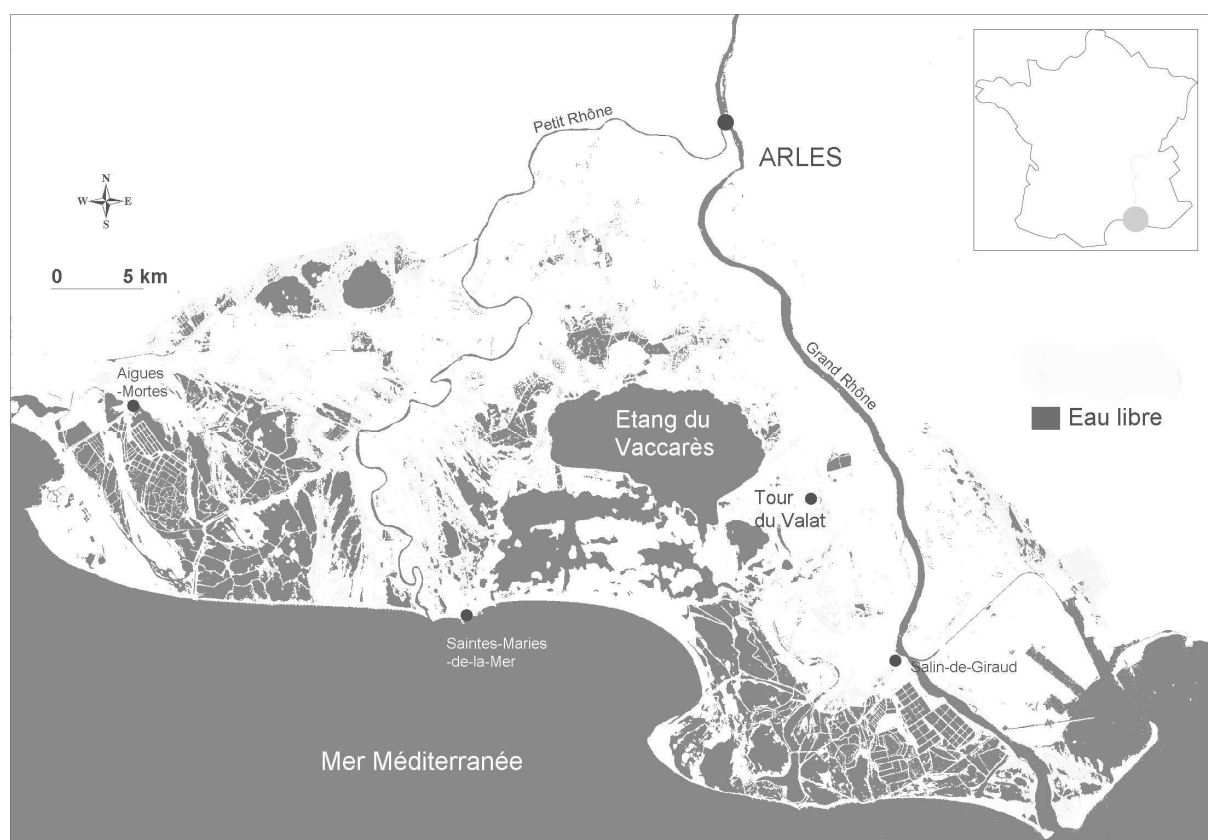 Petit Rhône
ARLES
N
W E
S
0 5 km
Grand Rhône
Aigues
-Mortes
Etang du
Vaccarès
Eau libre
Tour
du Valat
Saintes-Maries
-de-la-Mer
Salin-de-Giraud
Mer Méditerranée